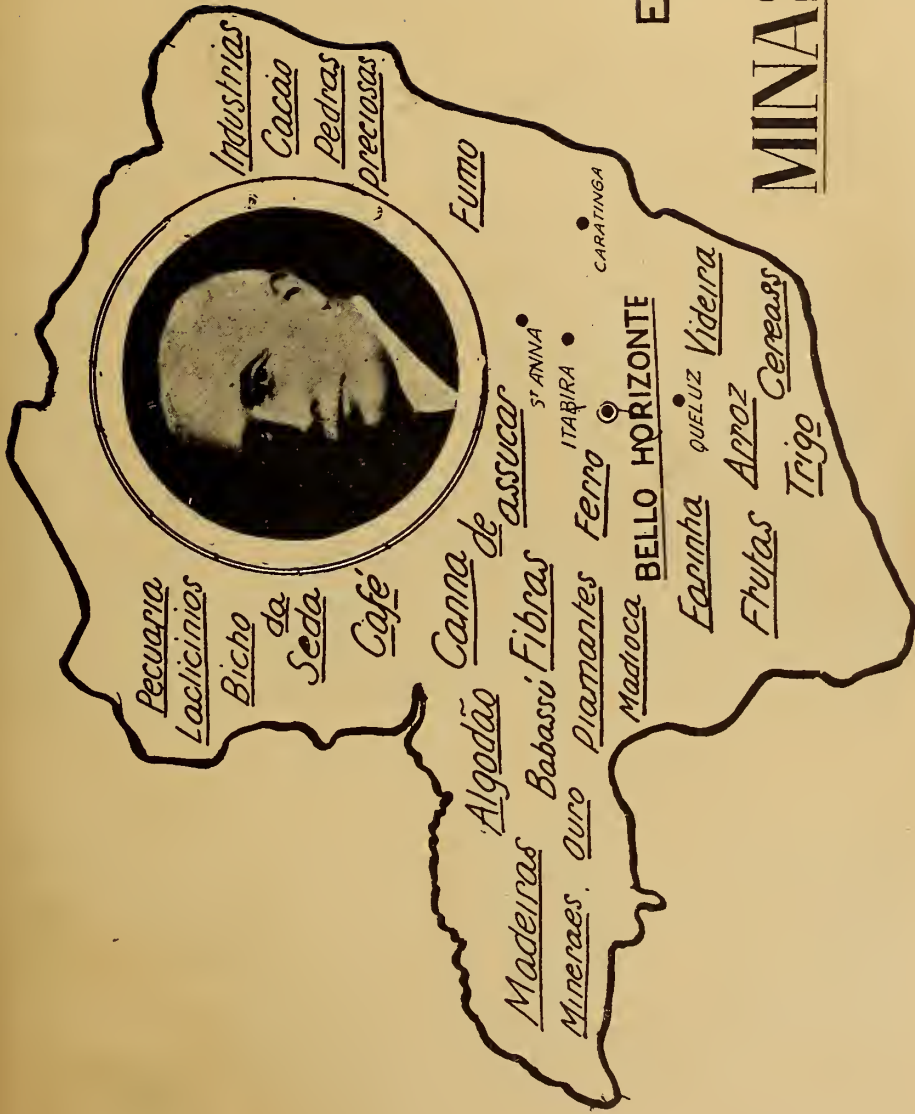 Pecuaria
Laclicinios
Bicho
da
Seda
Café
Industrias
Cacáo
Pedras
preciosas
Fumo
Algodão
Canna
de
assucar
Madeiras
Babassú
Fibras
ST ANNA
Mineraes.
Ouro
Diamantes
Ferro
ITABIRA
CARATINGA
Madioca
BELLO HORIZONTE
Farinha
QUELUZ
Videira
Fhutas
Arroz
Trigo
Cereaes
E
MINAS